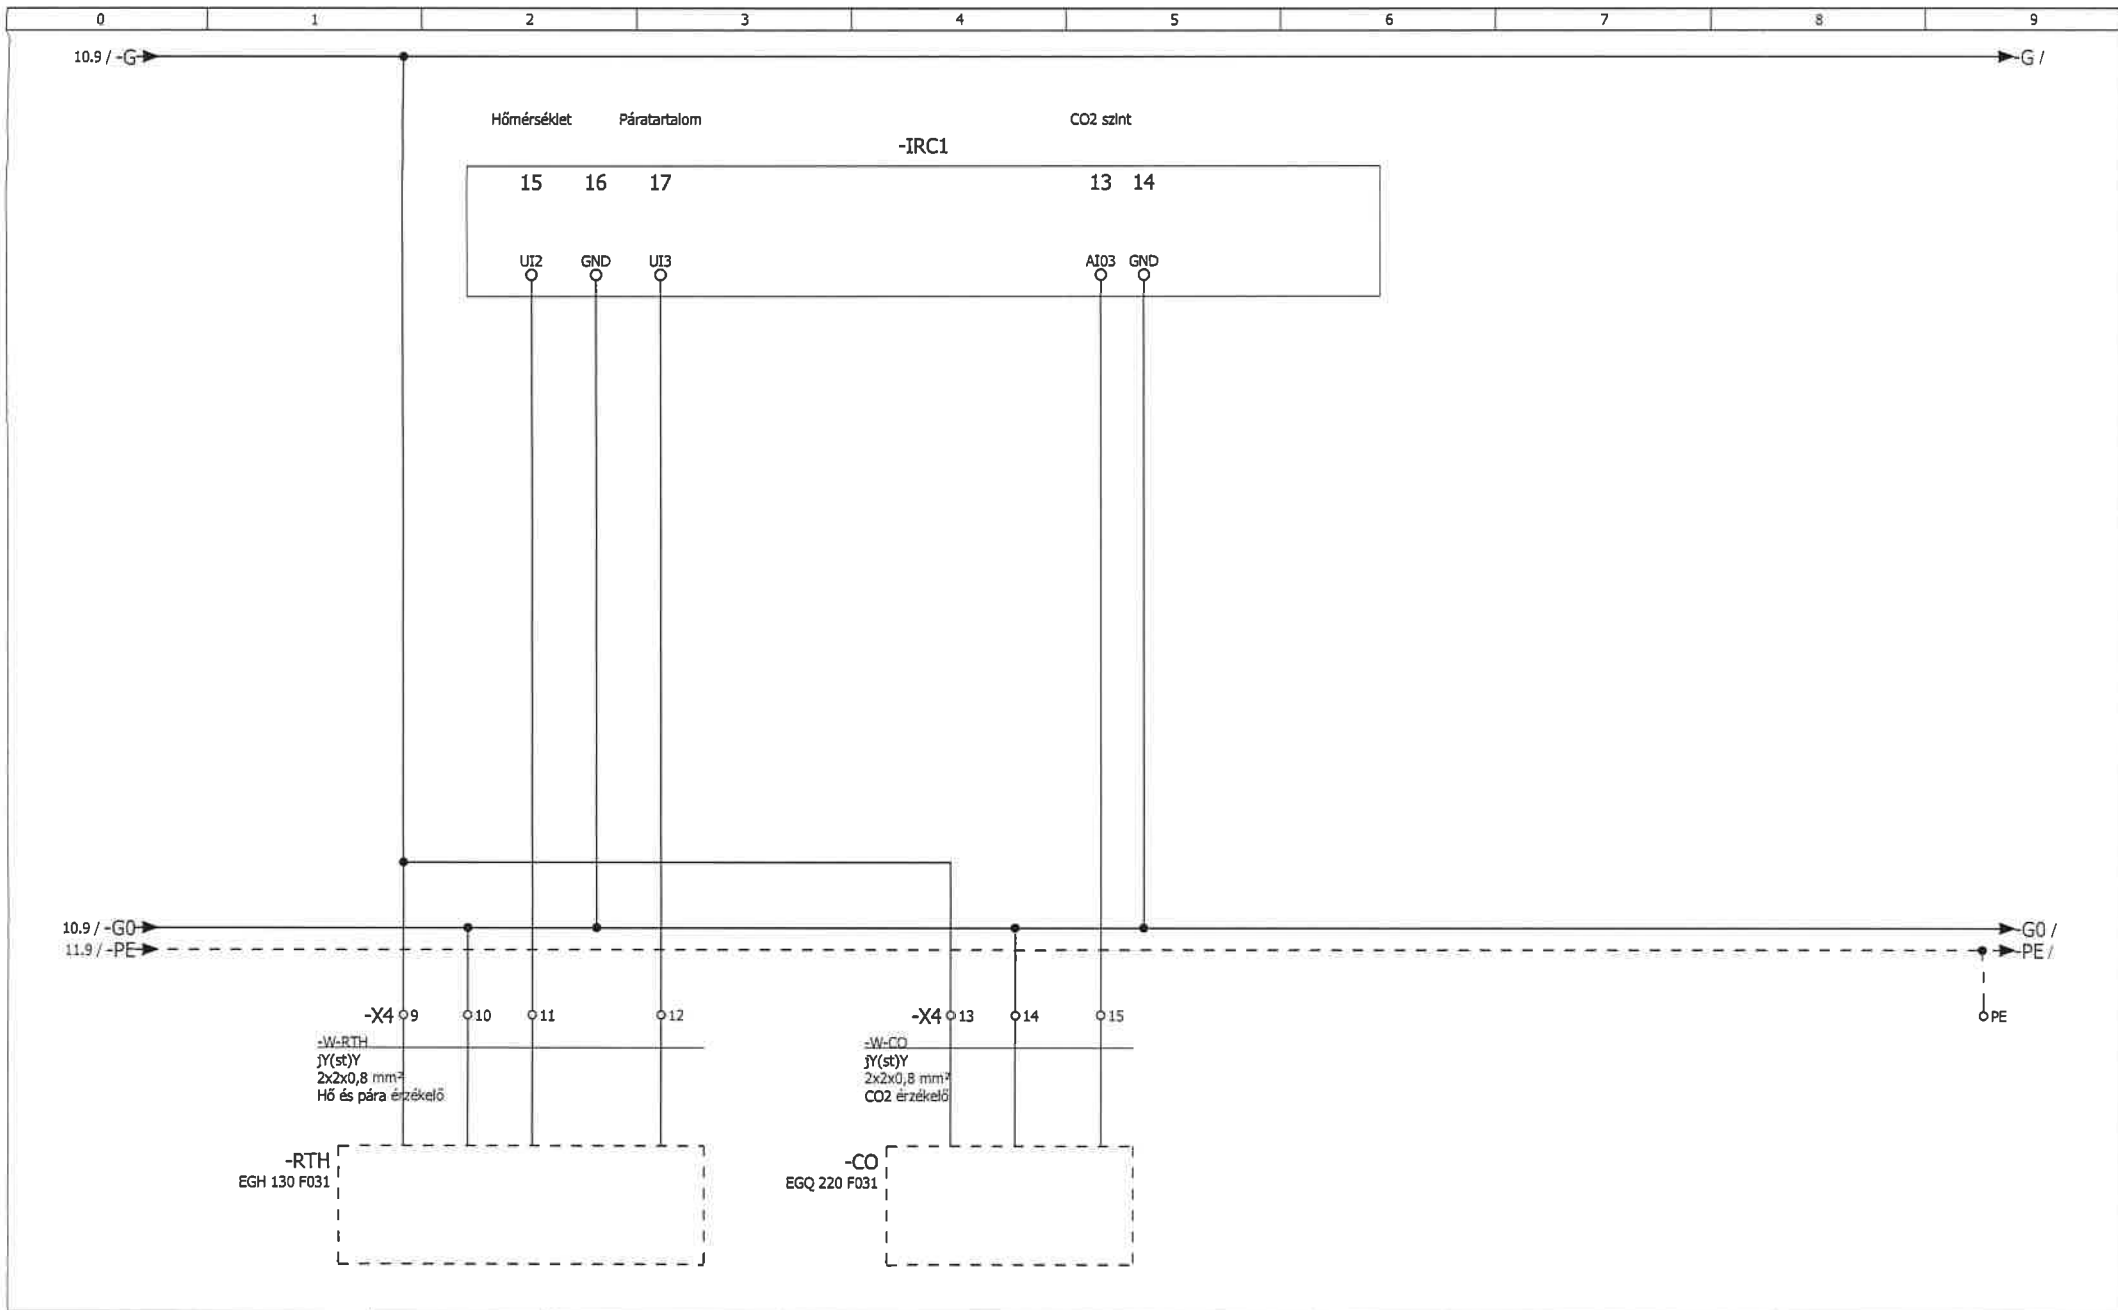 0 1 2 3 4 5 6 7 8 9
10.9 / -G -G /
Hőmérséklet Páratartalom CO2 szint
-IRC1
15 16 17 13 14
UI2 GND UI3 AI03 GND
10.9 / -G0 -G0 /
11.9 / -PE -PE /
-X4 9 10 11 12 -X4 13 14 15 PE
-W-RTH -W-CO
jY(st)Y jY(st)Y
2x2x0,8 mm² 2x2x0,8 mm²
Hő és pára érzékelő CO2 érzékelő
-RTH -CO
EGH 130 F031 EGQ 220 F031